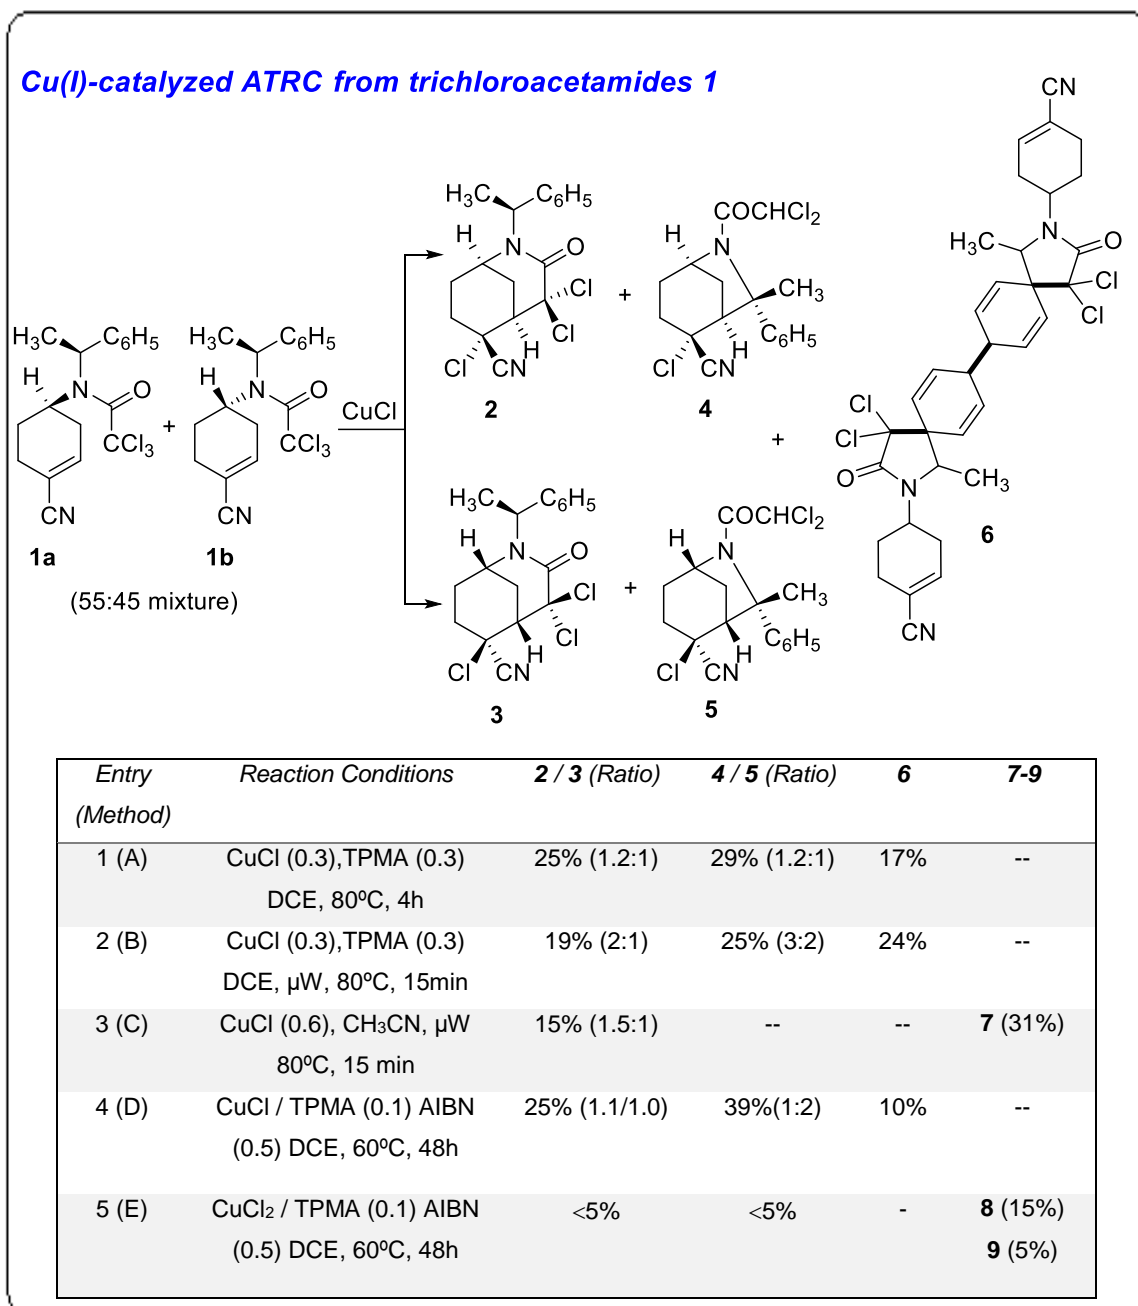 Cu(I)-catalyzed ATRC from trichloroacetamides 1
CN
H₃C C₆H₅
H N O
Cl
Cl
H
Cl CN
2
+
COCHCl₂
H N
CH₃
C₆H₅
H
Cl CN
4
H₃C N O
Cl
Cl
H₃C C₆H₅
H N O
CCl₃
CN
1a
+
H₃C C₆H₅
H N O
CCl₃
CN
1b
(55:45 mixture)
CuCl
+
Cl
Cl
O N CH₃
CN
6
H₃C C₆H₅
H N O
Cl
Cl
H
Cl CN
3
+
COCHCl₂
H N
CH₃
C₆H₅
H
Cl CN
5
Entry Reaction Conditions 2 / 3 (Ratio) 4 / 5 (Ratio) 6 7-9
(Method)
1 (A) CuCl (0.3),TPMA (0.3) 25% (1.2:1) 29% (1.2:1) 17% --
DCE, 80ºC, 4h
2 (B) CuCl (0.3),TPMA (0.3) 19% (2:1) 25% (3:2) 24% --
DCE, µW, 80ºC, 15min
3 (C) CuCl (0.6), CH₃CN, µW 15% (1.5:1) -- -- 7 (31%)
80ºC, 15 min
4 (D) CuCl / TPMA (0.1) AIBN 25% (1.1/1.0) 39%(1:2) 10% --
(0.5) DCE, 60ºC, 48h
5 (E) CuCl₂ / TPMA (0.1) AIBN <5% <5% - 8 (15%)
(0.5) DCE, 60ºC, 48h 9 (5%)